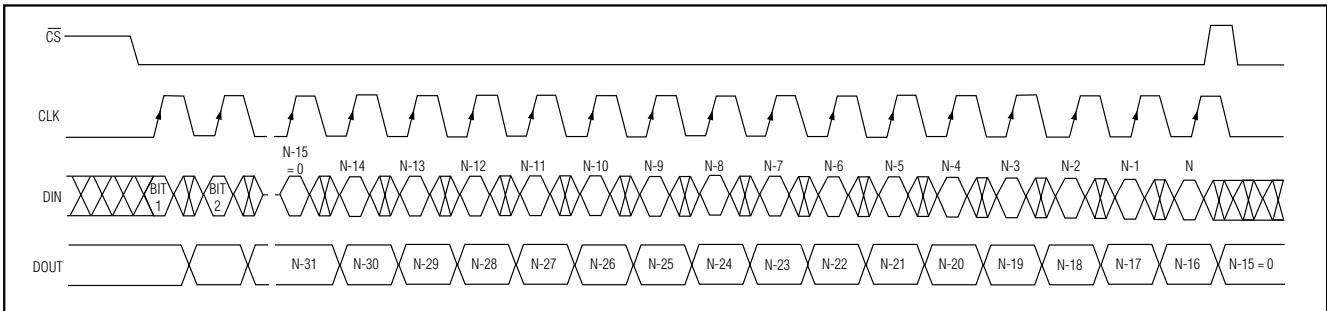 CS
CLK
N-15
= 0
N-14 N-13 N-12 N-11 N-10 N-9 N-8 N-7 N-6 N-5 N-4 N-3 N-2 N-1 N
DIN
BIT
1
BIT
2
DOUT
N-31 N-30 N-29 N-28 N-27 N-26 N-25 N-24 N-23 N-22 N-21 N-20 N-19 N-18 N-17 N-16 N-15 = 0